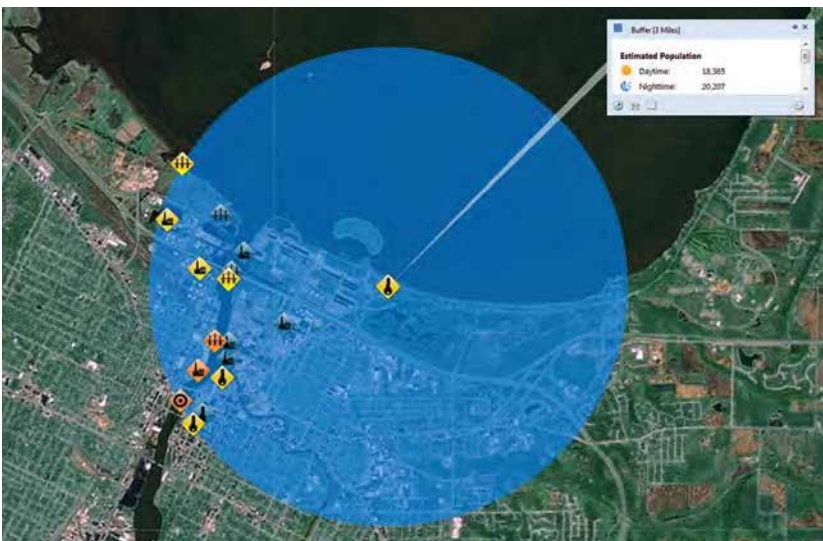 Buffer [3 Miles]
Estimated Population
Daytime: 18,365
Nighttime: 20,207